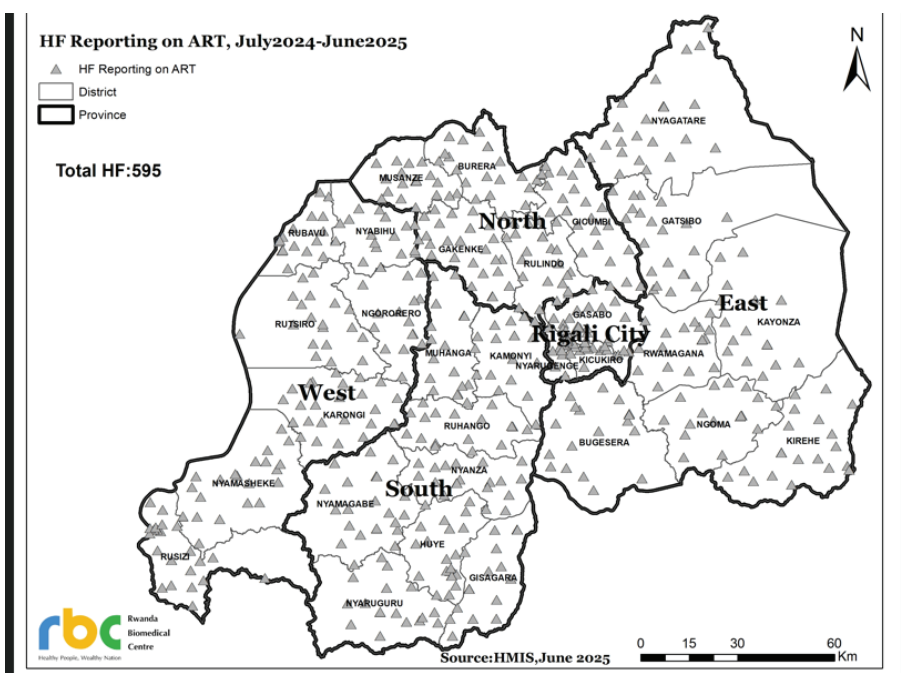 HF Reporting on ART, July2024-June2025
HF Reporting on ART
District
Province
Total HF:595
N
NYAGATARE
BURERA
MUSANZE
North
GICUMBI
GATSIBO
RUBAVU
NYABIHU
GAKENKE
RULINDO
East
KAYONZA
NGORORERO
GASABO
RUTSIRO
Kigali City
MUHANGA
KAMONYI
NYARUGENGE
KICUKIRO
RWAMAGANA
West
KARONGI
RUHANGO
NGOMA
BUGESERA
KIREHE
NYANZA
NYAMASHEKE
South
NYAMAGABE
HUYE
RUSIZI
GISAGARA
NYARUGURU
rbc
Rwanda
Biomedical
Centre
Healthy People, Wealthy Nation
Source:HMIS,June 2025
0 15 30 60
Km